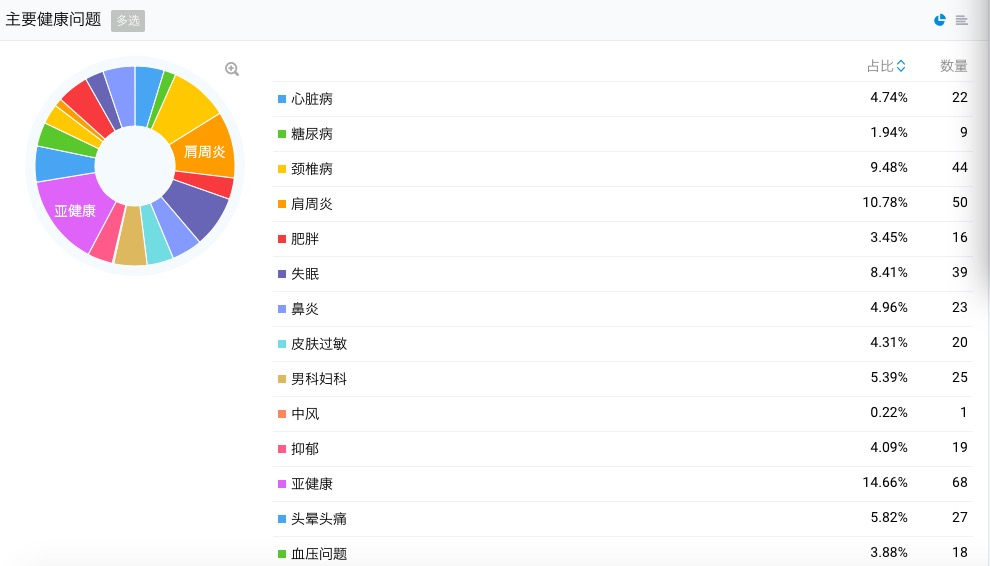 主要健康问题 多选
占比 数量
肩周炎
亚健康
心脏病 4.74% 22
糖尿病 1.94% 9
颈椎病 9.48% 44
肩周炎 10.78% 50
肥胖 3.45% 16
失眠 8.41% 39
鼻炎 4.96% 23
皮肤过敏 4.31% 20
男科妇科 5.39% 25
中风 0.22% 1
抑郁 4.09% 19
亚健康 14.66% 68
头晕头痛 5.82% 27
血压问题 3.88% 18